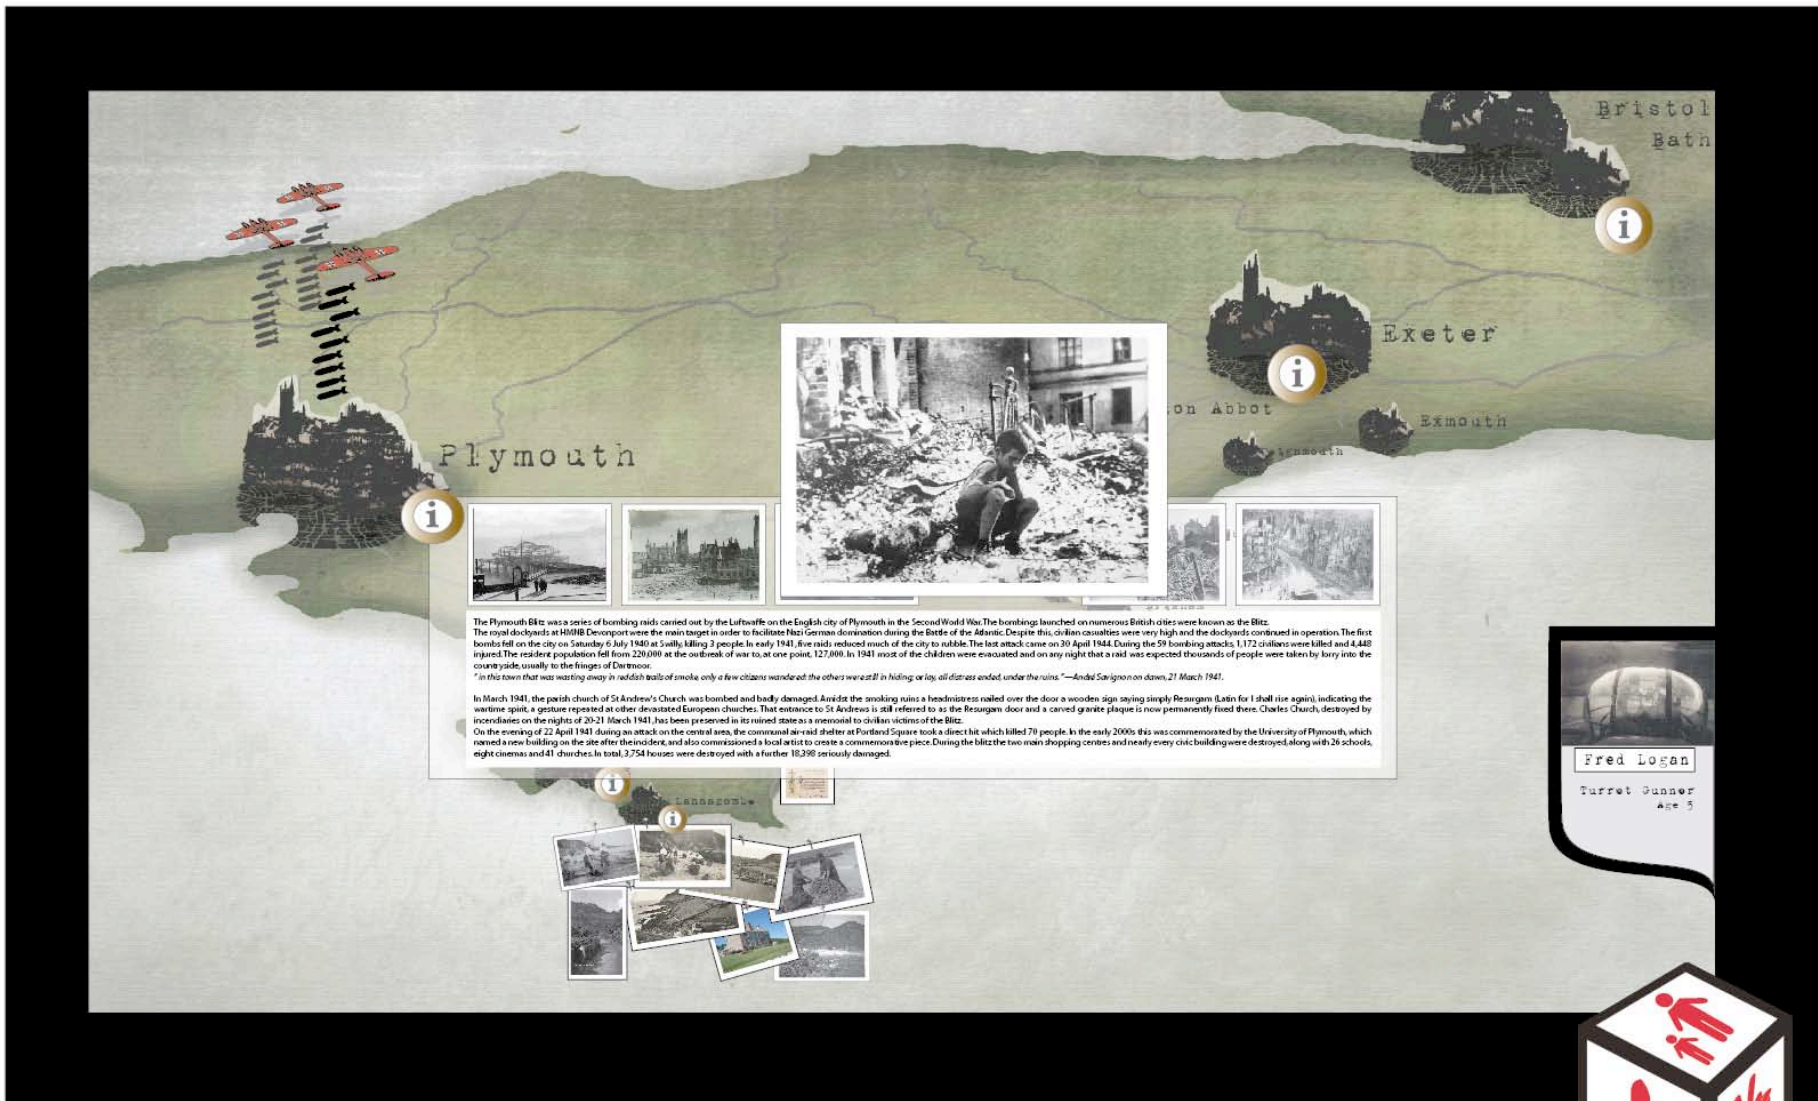 Bristol
Bath
Exeter
on Abbot
Exmouth
Plymouth
The Plymouth Blitz was a series of bombing raids carried out by the Luftwaffe on the English city of Plymouth in the Second World War. The bombings launched on numerous British cities were known as the Blitz.
The royal dockyards at HMNB Devonport were the main target in order to facilitate Nazi German domination during the Battle of the Atlantic. Despite this, civilian casualties were very high and the dockyards continued in operation. The first
bombs fell on the city on Saturday 6 July 1940 at Swilly, killing 3 people. In early 1941, five raids reduced much of the city to rubble. The last attack came on 30 April 1944. During the 59 bombing attacks, 1,172 civilians were killed and 4,448
injured. The resident population fell from 220,000 at the outbreak of war to, at one point, 127,000. In 1941 most of the children were evacuated and on any night that a raid was expected thousands of people were taken by lorry into the
countryside, usually to the fringes of Dartmoor.
" in this town that was wasting away in reddish trails of smoke, only a few citizens wandered: the others were still in hiding; or lay, all distress ended, under the ruins." —André Savignon on dawn, 21 March 1941.
In March 1941, the parish church of St Andrew's Church was bombed and badly damaged. Amidst the smoking ruins a headmistress nailed over the door a wooden sign saying simply Resurgam (Latin for I shall rise again), indicating the
wartime spirit, a gesture repeated at other devastated European churches. That entrance to St Andrews is still referred to as the Resurgam door and a carved granite plaque is now permanently fixed there. Charles Church, destroyed by
incendiaries on the nights of 20-21 March 1941, has been preserved in its ruined state as a memorial to civilian victims of the Blitz.
On the evening of 22 April 1941 during an attack on the central area, the communal air-raid shelter at Portland Square took a direct hit which killed 70 people. In the early 2000s this was commemorated by the University of Plymouth, which
named a new building on the site after the incident, and also commissioned a local artist to create a commemorative piece. During the blitz the two main shopping centres and nearly every civic building were destroyed, along with 26 schools,
eight cinemas and 41 churches. In total, 3,754 houses were destroyed with a further 18,398 seriously damaged.
Lannacombe
Fred Logan
Turret Gunner
Age 5